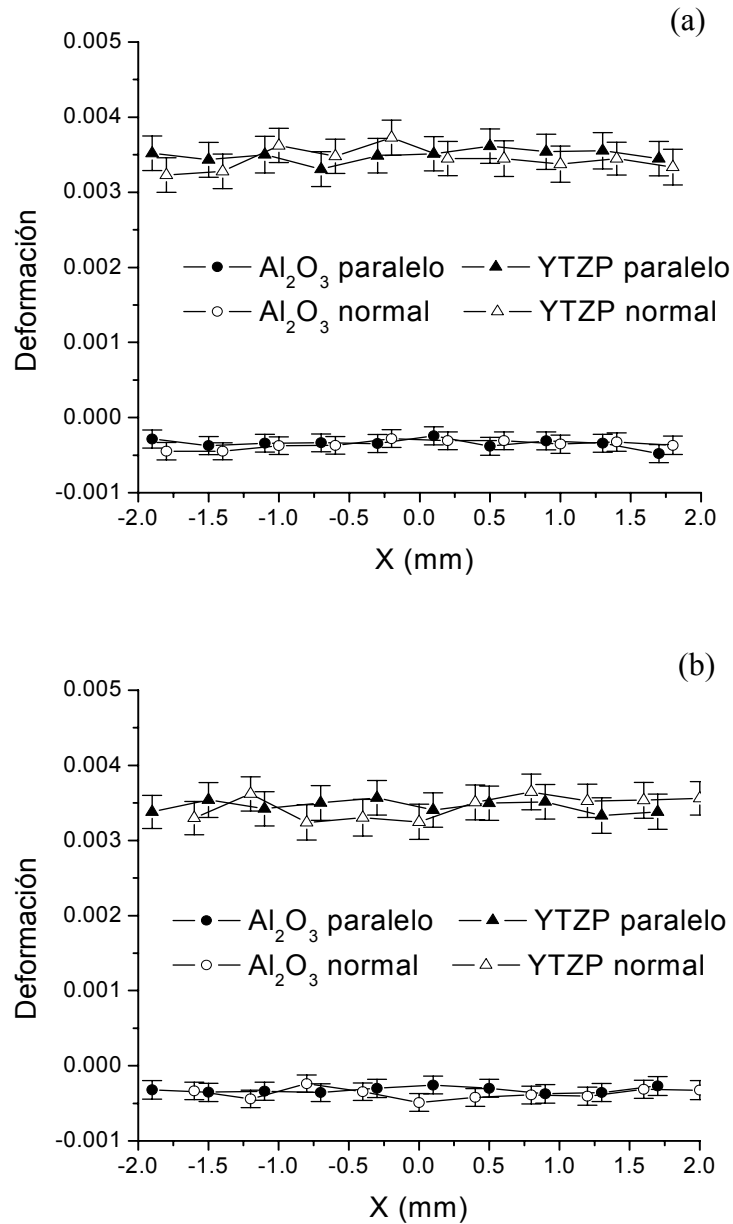 (a)
0.005
0.004
0.003
0.002
0.001
0.000
-0.001
Deformación
Al2O3 paralelo YTZP paralelo
Al2O3 normal YTZP normal
-2.0 -1.5 -1.0 -0.5 0.0 0.5 1.0 1.5 2.0
X (mm)
(b)
0.005
0.004
0.003
0.002
0.001
0.000
-0.001
Deformación
Al2O3 paralelo YTZP paralelo
Al2O3 normal YTZP normal
-2.0 -1.5 -1.0 -0.5 0.0 0.5 1.0 1.5 2.0
X (mm)